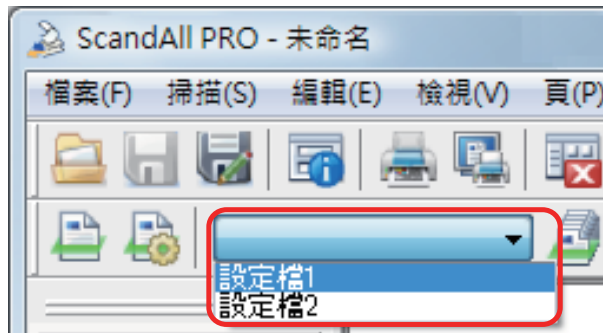 ScandAll PRO - 未命名
檔案(F) 掃描(S) 編輯(E) 檢視(V) 頁(P)
設定檔1
設定檔2